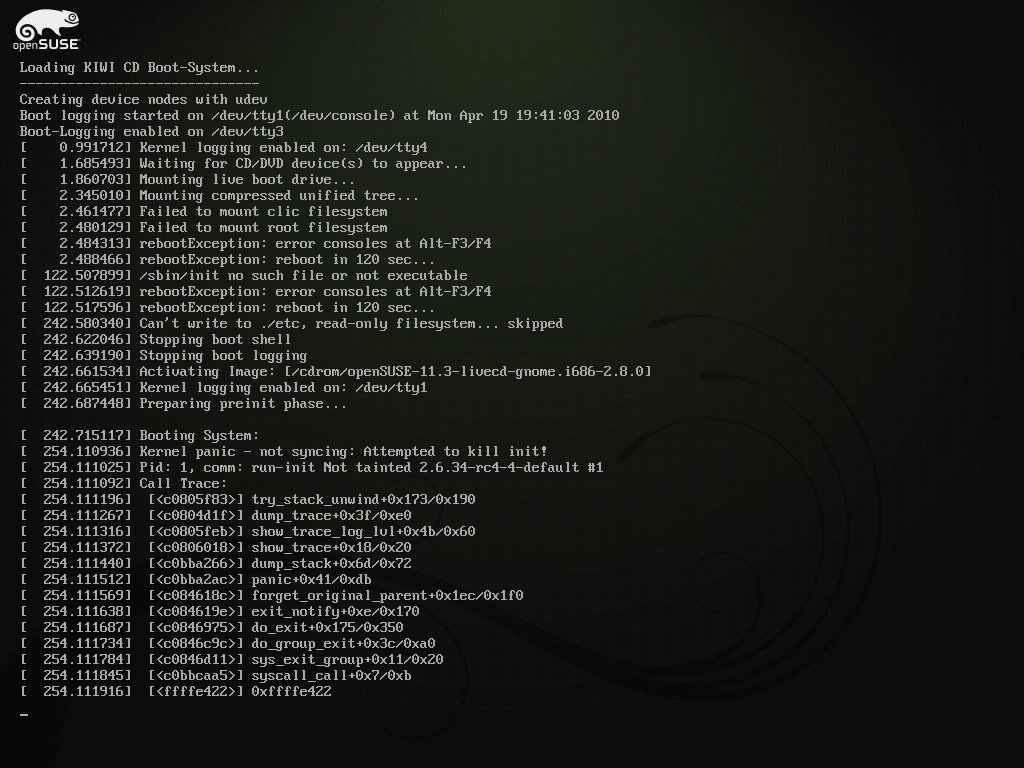 openSUSE
Loading KIWI CD Boot-System...
------------------------------
Creating device nodes with udev
Boot logging started on /dev/tty1(/dev/console) at Mon Apr 19 19:41:03 2010
Boot-Logging enabled on /dev/tty3
[    0.991712] Kernel logging enabled on: /dev/tty4
[    1.685493] Waiting for CD/DVD device(s) to appear...
[    1.860703] Mounting live boot drive...
[    2.345010] Mounting compressed unified tree...
[    2.461477] Failed to mount clic filesystem
[    2.480129] Failed to mount root filesystem
[    2.484313] rebootException: error consoles at Alt-F3/F4
[    2.488466] rebootException: reboot in 120 sec...
[  122.507899] /sbin/init no such file or not executable
[  122.512619] rebootException: error consoles at Alt-F3/F4
[  122.517596] rebootException: reboot in 120 sec...
[  242.580340] Can't write to ./etc, read-only filesystem... skipped
[  242.622046] Stopping boot shell
[  242.639190] Stopping boot logging
[  242.661534] Activating Image: [/cdrom/openSUSE-11.3-livecd-gnome.i686-2.8.0]
[  242.665451] Kernel logging enabled on: /dev/tty1
[  242.687448] Preparing preinit phase...
[  242.715117] Booting System:
[  254.110936] Kernel panic - not syncing: Attempted to kill init!
[  254.111025] Pid: 1, comm: run-init Not tainted 2.6.34-rc4-4-default #1
[  254.111092] Call Trace:
[  254.111196]  [<c0805f83>] try_stack_unwind+0x173/0x190
[  254.111267]  [<c0804d1f>] dump_trace+0x3f/0xe0
[  254.111316]  [<c0805feb>] show_trace_log_lvl+0x4b/0x60
[  254.111372]  [<c0806018>] show_trace+0x18/0x20
[  254.111440]  [<c0bba266>] dump_stack+0x6d/0x72
[  254.111512]  [<c0bba2ac>] panic+0x41/0xdb
[  254.111569]  [<c084618c>] forget_original_parent+0x1ec/0x1f0
[  254.111638]  [<c084619e>] exit_notify+0xe/0x170
[  254.111687]  [<c0846975>] do_exit+0x175/0x350
[  254.111734]  [<c0846c9c>] do_group_exit+0x3c/0xa0
[  254.111784]  [<c0846d11>] sys_exit_group+0x11/0x20
[  254.111845]  [<c0bbcaa5>] syscall_call+0x7/0xb
[  254.111916]  [<ffffe422>] 0xffffe422